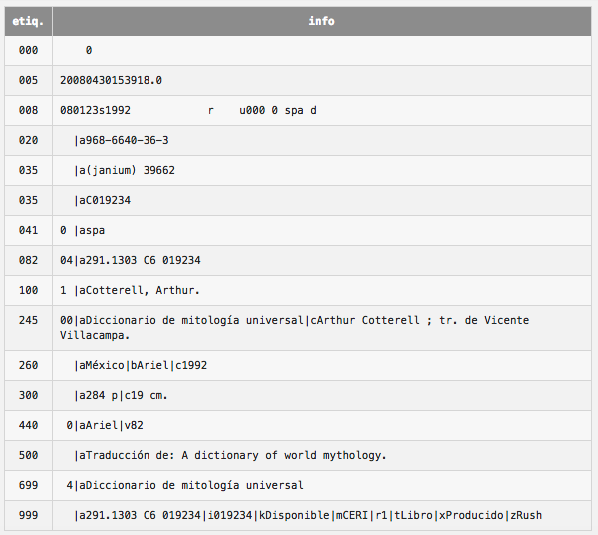 etiq. info
000 0
005 20080430153918.0
008 080123s1992 r u000 0 spa d
020 |a968-6640-36-3
035 |a(janium) 39662
035 |aC019234
041 0 |aspa
082 04|a291.1303 C6 019234
100 1 |aCotterell, Arthur.
245 00|aDiccionario de mitología universal|cArthur Cotterell ; tr. de Vicente
Villacampa.
260 |aMéxico|bAriel|c1992
300 |a284 p|c19 cm.
440 0|aAriel|v82
500 |aTraducción de: A dictionary of world mythology.
699 4|aDiccionario de mitología universal
999 |a291.1303 C6 019234|i019234|kDisponible|mCERI|r1|tLibro|xProducido|zRush